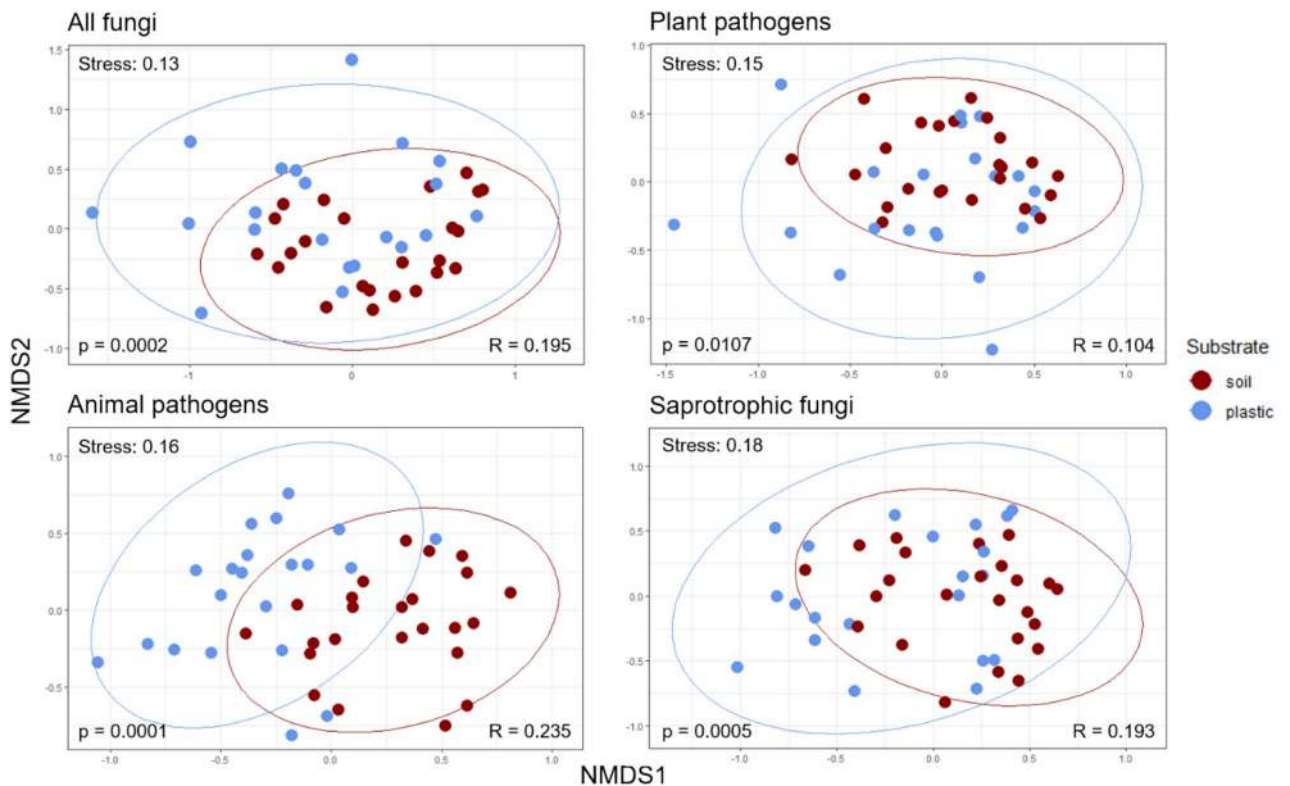 All fungi
Stress: 0.13
1.5
1.0
0.5
0.0
-0.5
-1.0
p = 0.0002
R = 0.195
-1
0
1
Plant pathogens
Stress: 0.15
1.0
0.5
0.0
-0.5
-1.0
p = 0.0107
R = 0.104
-1.5
-1.0
-0.5
0.0
0.5
1.0
Animal pathogens
Stress: 0.16
1.0
0.5
0.0
-0.5
p = 0.0001
R = 0.235
-1.0
-0.5
0.0
0.5
1.0
Saprotrophic fungi
Stress: 0.18
1.0
0.5
0.0
-0.5
-1.0
p = 0.0005
R = 0.193
-1.0
-0.5
0.0
0.5
1.0
NMDS2
NMDS1
Substrate
soil
plastic